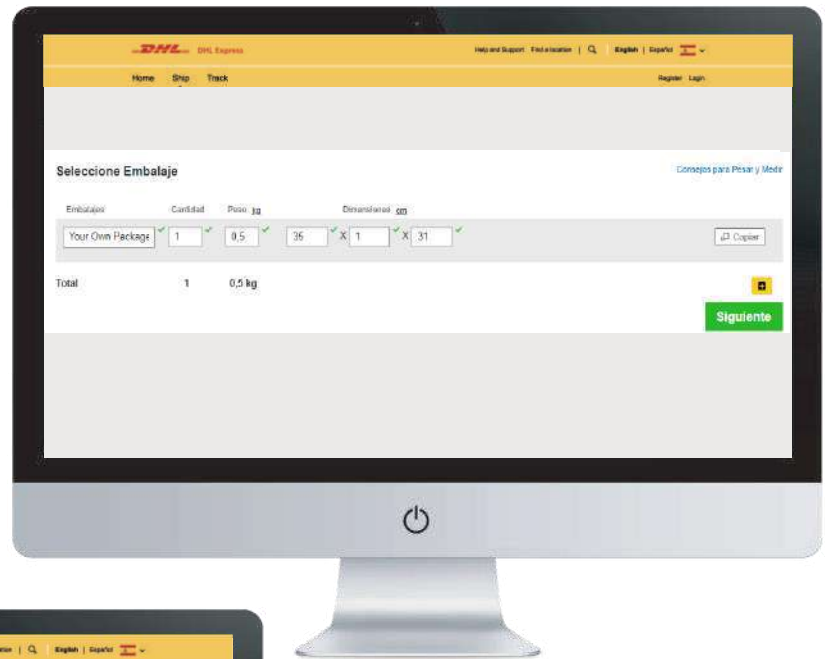 DHL DHL Express Help and Support Find a location | English | Español
Home Ship Track Register Login
Seleccione Embalaje Consejos para Pesar y Medir
Embalajes Cantidad Peso kg Dimensiones cm
Your Own Package 1 0,5 35 X 1 X 31 Copiar
Total 1 0,5 kg
Siguiente
English | Español